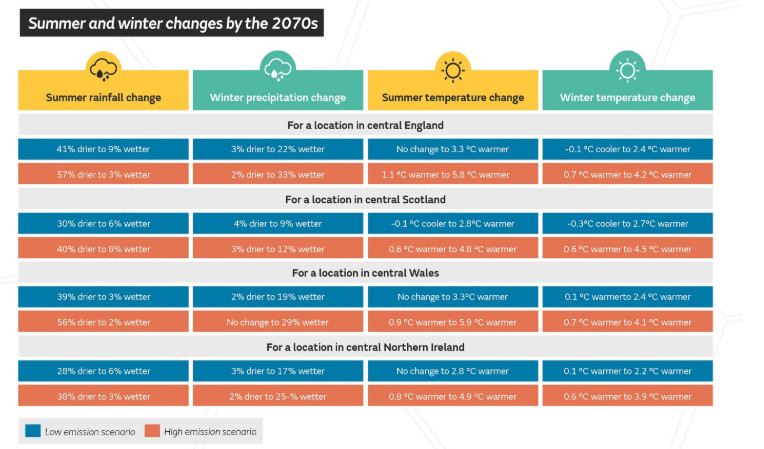 Summer and winter changes by the 2070s
Summer rainfall change Winter precipitation change Summer temperature change Winter temperature change
For a location in central England
41% drier to 9% wetter 3% drier to 22% wetter No change to 3.3 °C warmer -0.1 °C cooler to 2.4 °C warmer
57% drier to 3% wetter 2% drier to 33% wetter 1.1 °C warmer to 5.8 °C warmer 0.7 °C warmer to 4.2 °C warmer
For a location in central Scotland
30% drier to 6% wetter 4% drier to 9% wetter -0.1 °C cooler to 2.8°C warmer -0.3°C cooler to 2.7°C warmer
40% drier to 8% wetter 3% drier to 12% wetter 0.6 °C warmer to 4.8 °C warmer 0.6 °C warmer to 4.5 °C warmer
For a location in central Wales
39% drier to 3% wetter 2% drier to 19% wetter No change to 3.3°C warmer 0.1 °C warmerto 2.4 °C warmer
56% drier to 2% wetter No change to 29% wetter 0.9 °C warmer to 5.9 °C warmer 0.7 °C warmer to 4.1 °C warmer
For a location in central Northern Ireland
28% drier to 6% wetter 3% drier to 17% wetter No change to 2.8 °C warmer 0.1 °C warmer to 2.2 °C warmer
38% drier to 3% wetter 2% drier to 25-% wetter 0.8 °C warmer to 4.9 °C warmer 0.6 °C warmer to 3.9 °C warmer
Low emission scenario High emission scenario